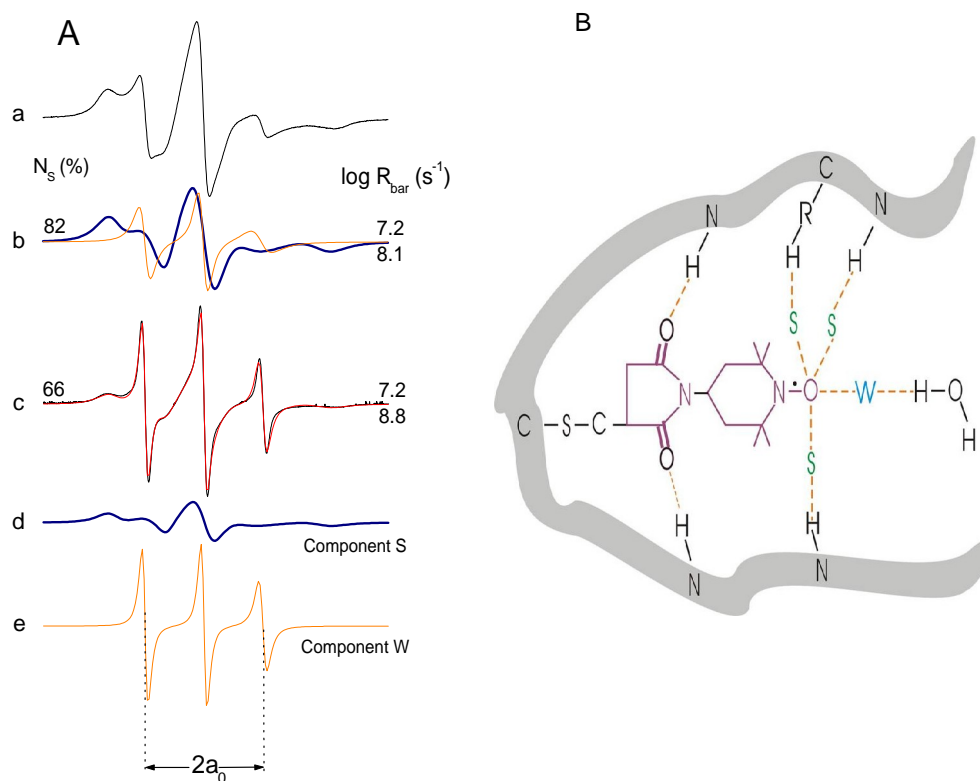 A
a
N_S (%)
log R_bar (s^-1)
82
7.2
b
8.1
66
7.2
c
8.8
d
Component S
e
Component W
2a_0
B
C
N
N
R
H
H
H
S
S
O
N
N
O
W
H
O
H
C
S
C
O
S
H
H
N
N